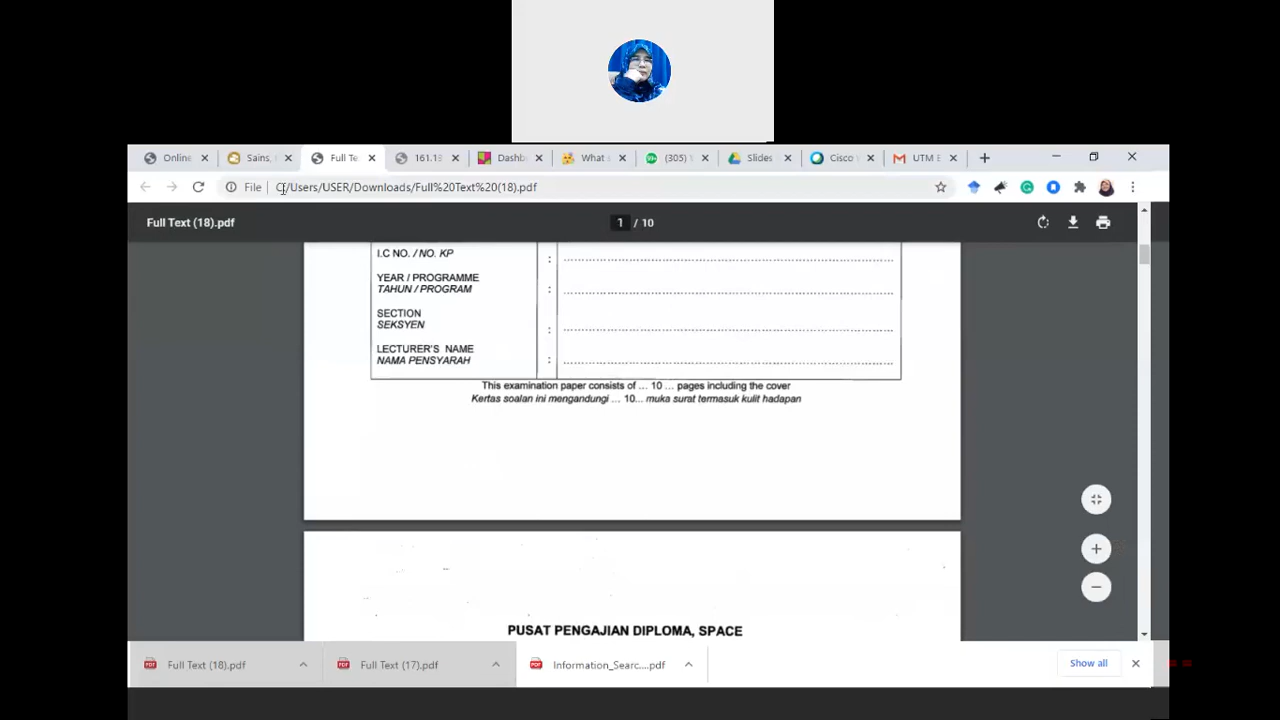 Online
Sains,
Full Te
161.13
Dashb
What
(305)
Slides
Cisco
UTM E
File
C:/Users/USER/Downloads/Full%20Text%20(18).pdf
Full Text (18).pdf
1 / 10
I.C NO. / NO. KP
:
YEAR / PROGRAMME
TAHUN / PROGRAM
:
SECTION
SEKSYEN
:
LECTURER'S NAME
NAMA PENSYARAH
:
This examination paper consists of ... 10 ... pages including the cover
Kertas soalan ini mengandungi ... 10... muka surat termasuk kulit hadapan
PUSAT PENGAJIAN DIPLOMA, SPACE
Full Text (18).pdf
Full Text (17).pdf
Information_Searc....pdf
Show all